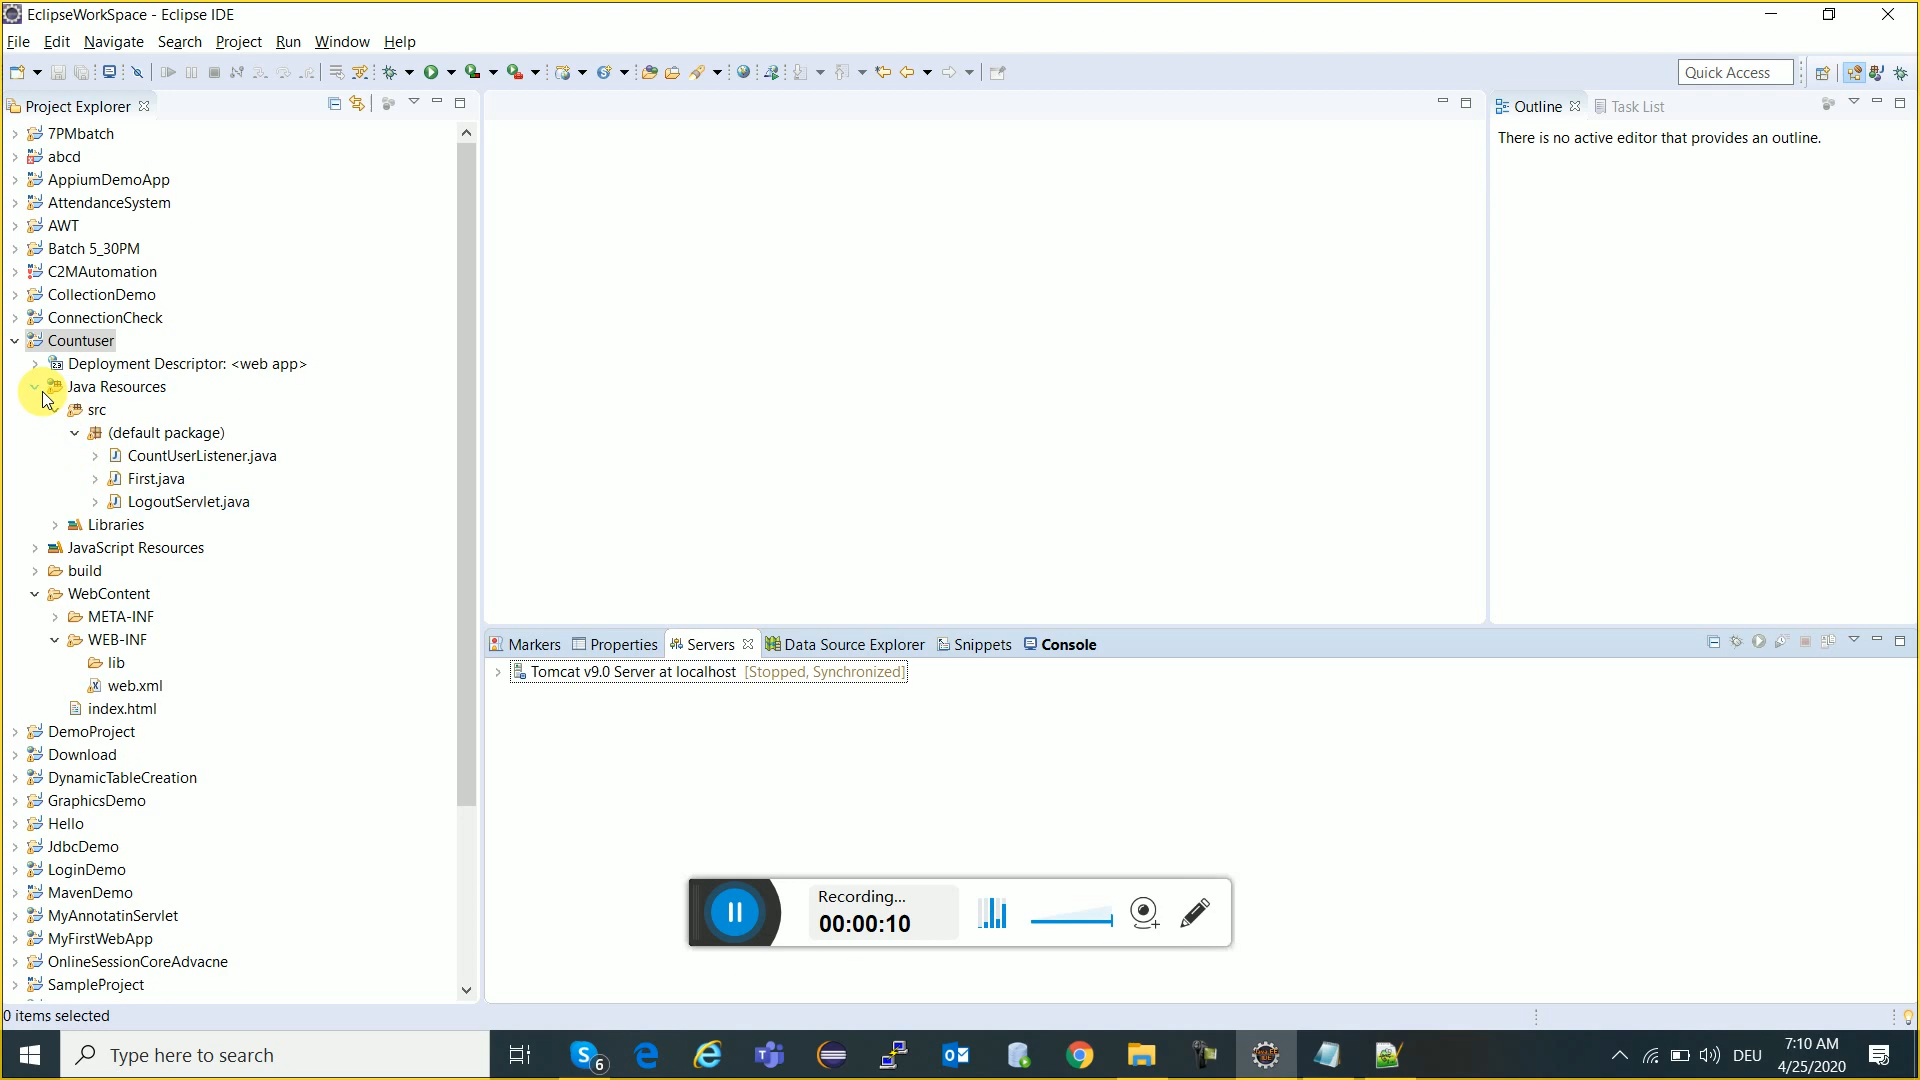 EclipseWorkSpace - Eclipse IDE
File Edit Navigate Search Project Run Window Help
Quick Access
Project Explorer
7PMbatch
abcd
AppiumDemoApp
AttendanceSystem
AWT
Batch 5_30PM
C2MAutomation
CollectionDemo
ConnectionCheck
Countuser
Deployment Descriptor: <web app>
Java Resources
src
(default package)
CountUserListener.java
First.java
LogoutServlet.java
Libraries
JavaScript Resources
build
WebContent
META-INF
WEB-INF
lib
web.xml
index.html
DemoProject
Download
DynamicTableCreation
GraphicsDemo
Hello
JdbcDemo
LoginDemo
MavenDemo
MyAnnotatinServlet
MyFirstWebApp
OnlineSessionCoreAdvacne
SampleProject
Outline Task List
There is no active editor that provides an outline.
Markers Properties Servers Data Source Explorer Snippets Console
Tomcat v9.0 Server at localhost [Stopped, Synchronized]
Recording...
00:00:10
0 items selected
Type here to search
6
DEU
7:10 AM
4/25/2020